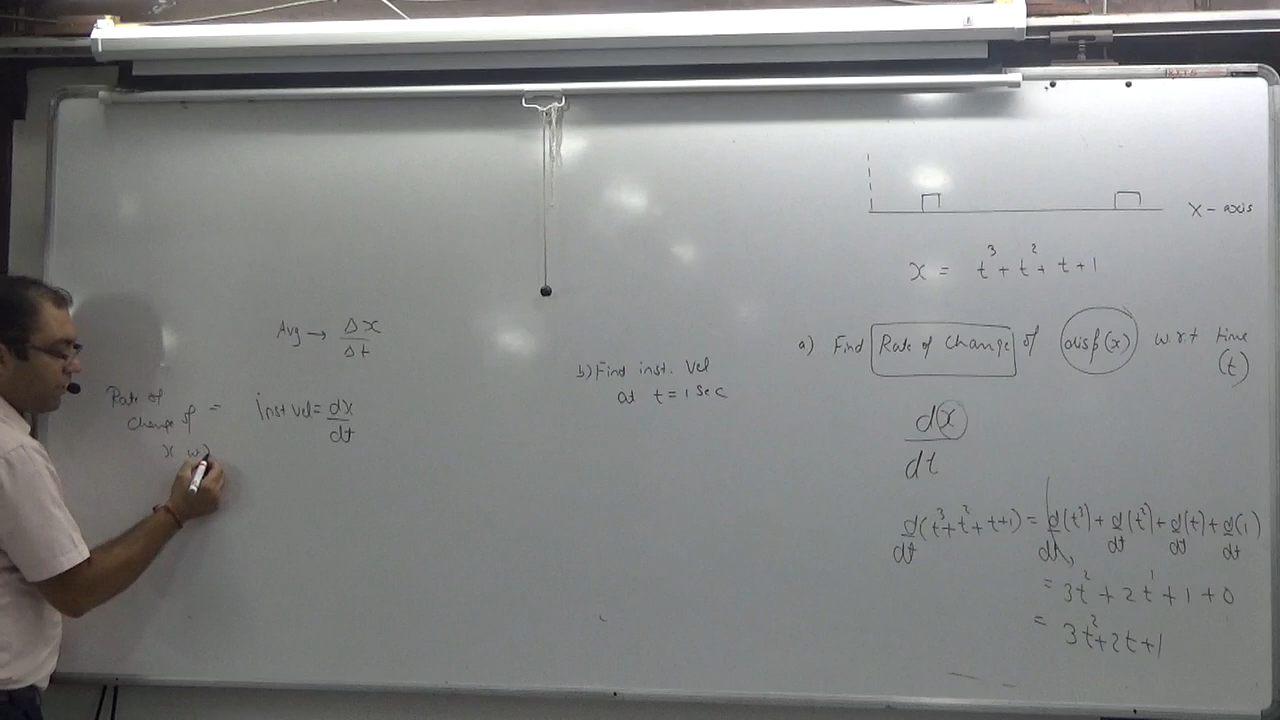 X - axis
x = t³ + t² + t + 1
a) Find Rate of Change of disp(x) w.r.t time (t)
d(x)/dt
d/dt(t³+t²+t+1) = d/dt(t³) + d/dt(t²) + d/dt(t) + d/dt(1)
= 3t² + 2t¹ + 1 + 0
= 3t²+2t+1
Avg → Δx/Δt
Rate of
Change of = Inst vel = dx/dt
x w
b) Find inst. Vel
at t = 1 Sec